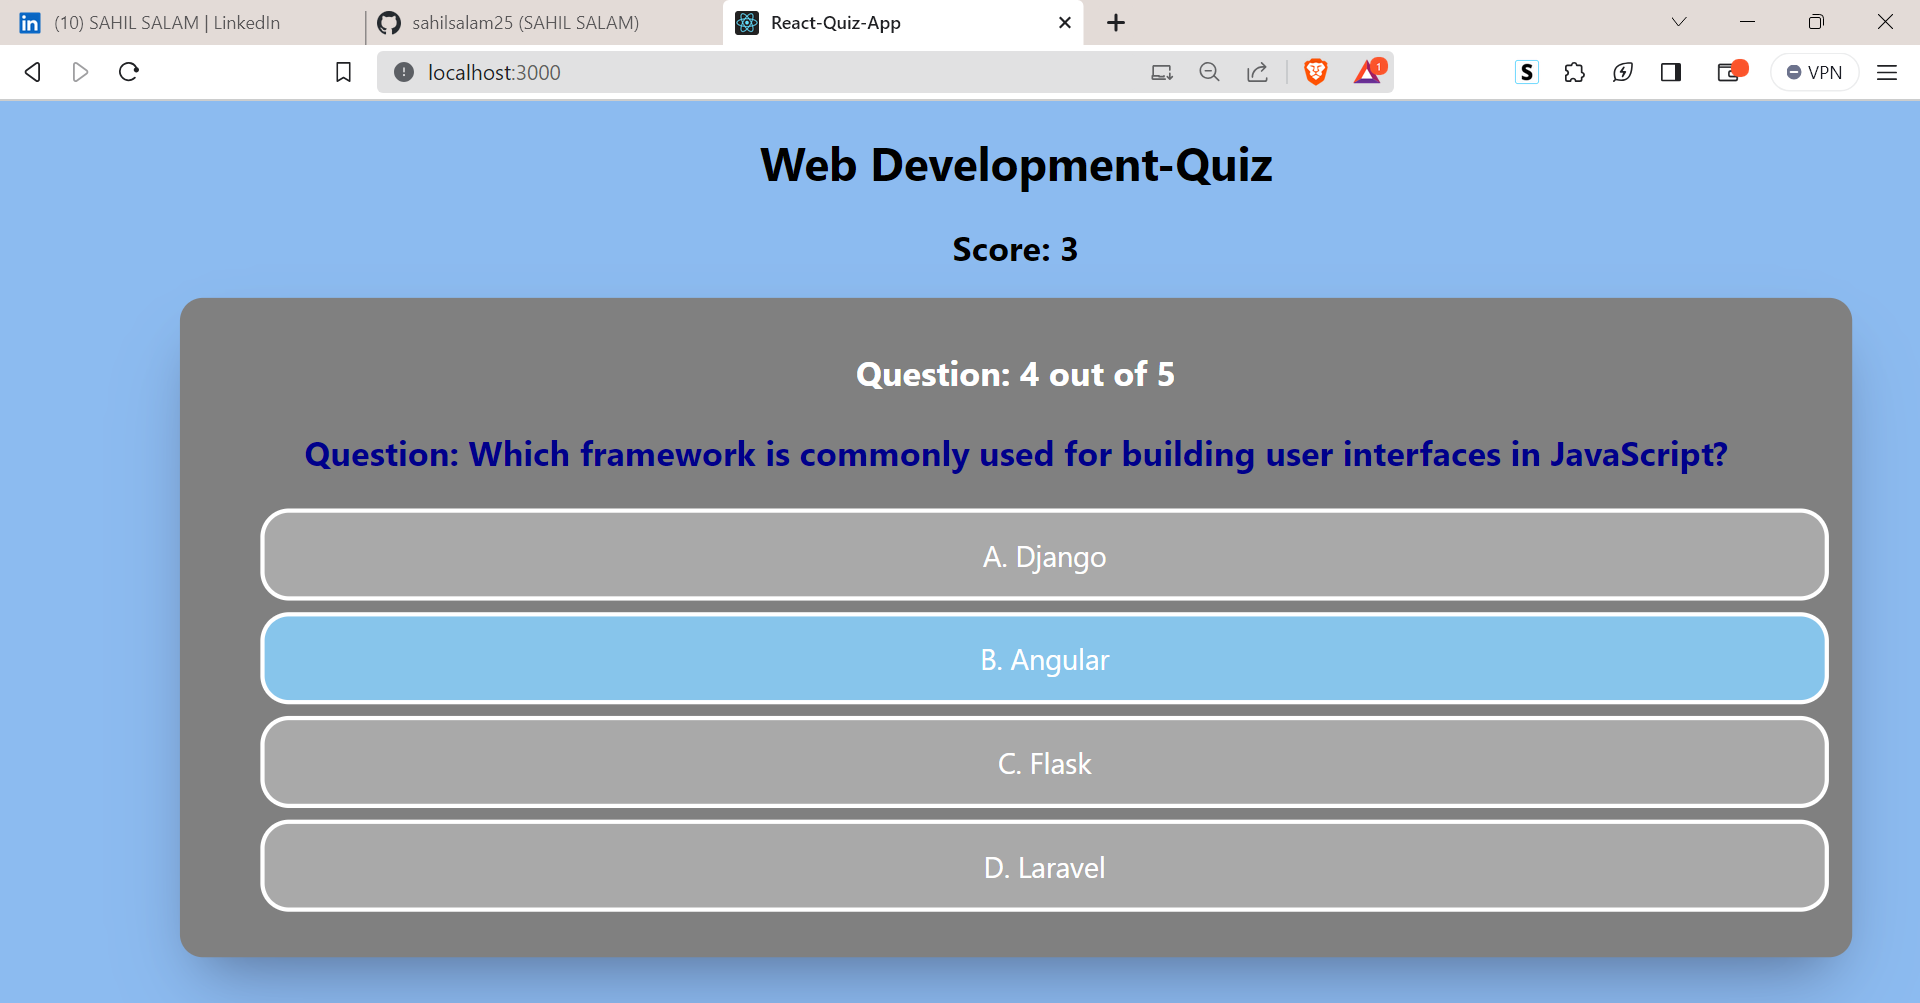 in (10) SAHIL SALAM | LinkedIn
sahilsalam25 (SAHIL SALAM)
React-Quiz-App
localhost:3000
1
S
VPN
Web Development-Quiz
Score: 3
Question: 4 out of 5
Question: Which framework is commonly used for building user interfaces in JavaScript?
A. Django
B. Angular
C. Flask
D. Laravel